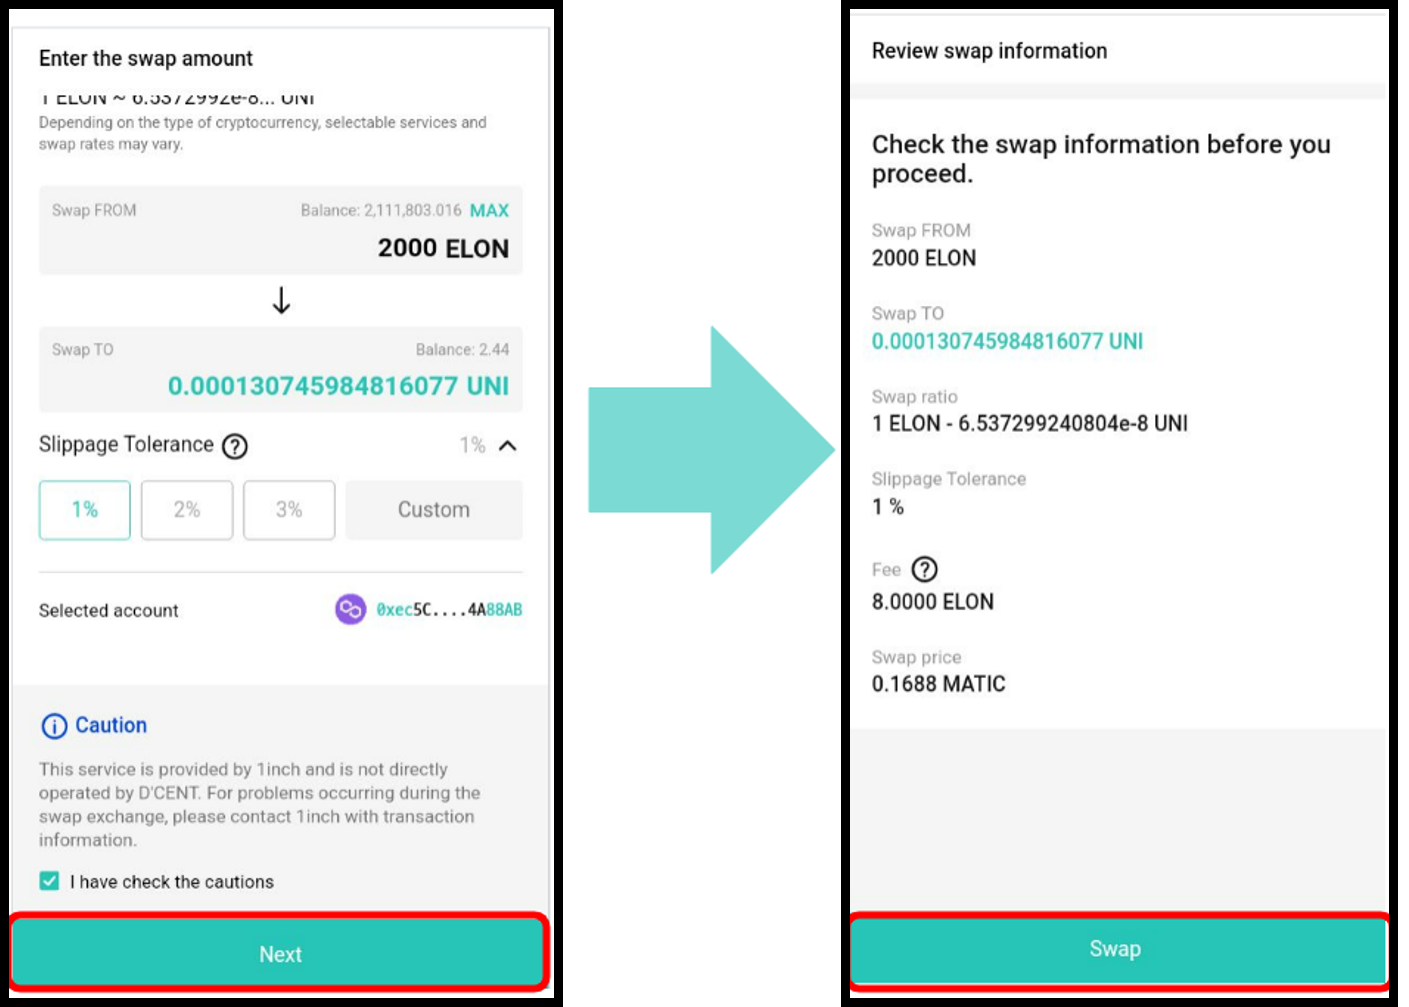 Enter the swap amount
1 ELON ~ 6.5372992e-8... UNI
Depending on the type of cryptocurrency, selectable services and
swap rates may vary.
Swap FROM
Balance: 2,111,803.016 MAX
2000 ELON
Swap TO
Balance: 2.44
0.000130745984816077 UNI
Slippage Tolerance ?
1%
1%
2%
3%
Custom
Selected account
0xec5C....4A88AB
Caution
This service is provided by 1inch and is not directly
operated by D'CENT. For problems occurring during the
swap exchange, please contact 1inch with transaction
information.
I have check the cautions
Next
Review swap information
Check the swap information before you
proceed.
Swap FROM
2000 ELON
Swap TO
0.000130745984816077 UNI
Swap ratio
1 ELON - 6.537299240804e-8 UNI
Slippage Tolerance
1 %
Fee ?
8.0000 ELON
Swap price
0.1688 MATIC
Swap